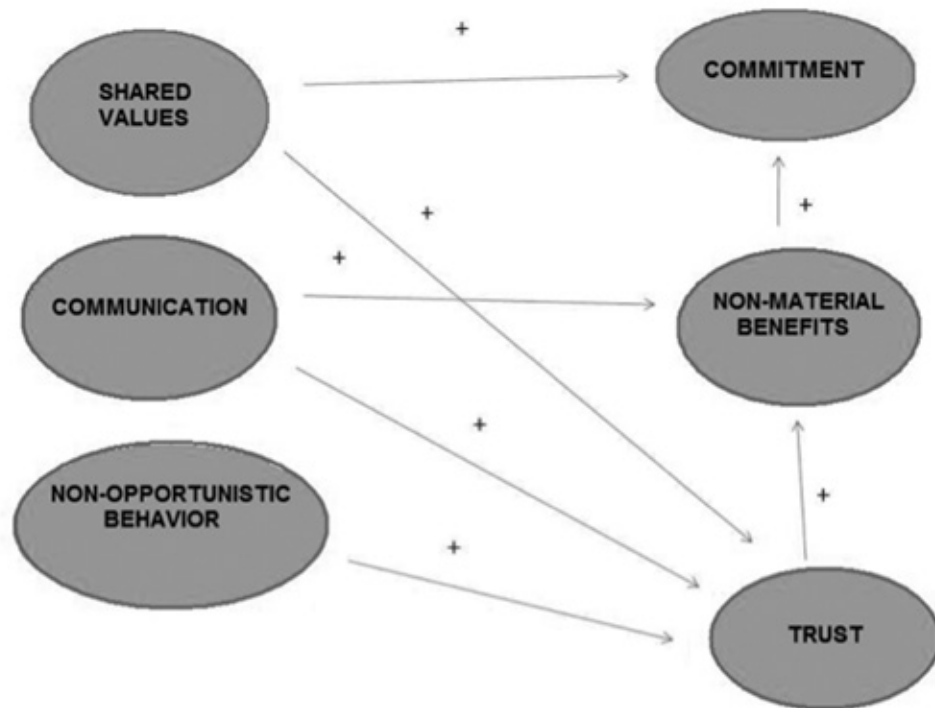 +
SHARED
VALUES
COMMITMENT
+
+
+
COMMUNICATION
NON-MATERIAL
BENEFITS
+
NON-OPPORTUNISTIC
BEHAVIOR
+
+
TRUST